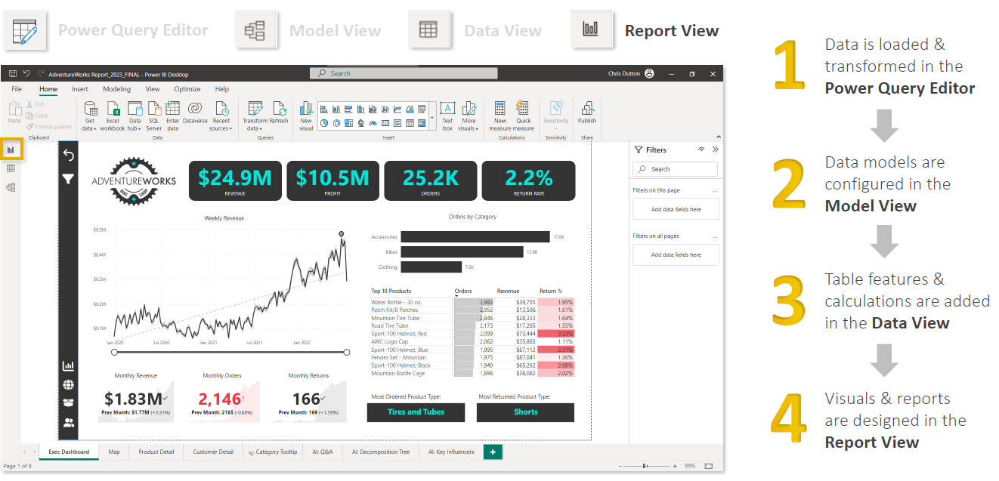 Power Query Editor
Model View
Data View
Report View
AdventureWorks Report_2023_FINAL - Power BI Desktop
Search
Chris Dutton
File Home Insert Modeling View Optimize Help
Paste
Cut
Copy
Format painter
Clipboard
Get data
Excel workbook
Data hub
SQL Server
Enter data
Dataverse
Recent sources
Data
Transform data
Refresh
Queries
New visual
Text box
More visuals
Insert
New measure
Quick measure
Calculations
Sensitivity
Sensitivity
Publish
Share
ADVENTUREWORKS
BIKE SHOP
$24.9M
REVENUE
$10.5M
PROFIT
25.2K
ORDERS
2.2%
RETURN RATE
Weekly Revenue
$0.5M
$0.4M
$0.3M
$0.2M
$0.1M
Jan 2020 Jul 2020 Jan 2021 Jul 2021 Jan 2022
Orders by Category
Accessories 17.0K
Bikes 13.9K
Clothing 7.0K
Top 10 Products Orders Revenue Return %
Water Bottle - 30 oz. 3,983 $39,755 1.95%
Patch Kit/8 Patches 2,952 $13,506 1.61%
Mountain Tire Tube 2,846 $28,333 1.64%
Road Tire Tube 2,173 $17,265 1.55%
Sport-100 Helmet, Red 2,099 $73,444 3.33%
AWC Logo Cap 2,062 $35,865 1.11%
Sport-100 Helmet, Blue 1,995 $67,112 3.31%
Fender Set - Mountain 1,975 $87,041 1.36%
Sport-100 Helmet, Black 1,940 $65,262 2.68%
Mountain Bottle Cage 1,896 $38,062 2.02%
Monthly Revenue
$1.83M
Prev Month: $1.77M (+3.31%)
Monthly Orders
2,146!
Prev Month: 2165 (-0.88%)
Monthly Returns
166
Prev Month: 169 (+1.78%)
Most Ordered Product Type:
Tires and Tubes
Most Returned Product Type:
Shorts
Filters
Search
Filters on this page ...
Add data fields here
Filters on all pages ...
Add data fields here
Exec Dashboard Map Product Detail Customer Detail Category Tooltip AI: Q&A AI: Decomposition Tree AI: Key Influencers +
Page 1 of 8
- + 88%
1
Data is loaded &
transformed in the
Power Query Editor
2
Data models are
configured in the
Model View
3
Table features &
calculations are added
in the Data View
4
Visuals & reports
are designed in the
Report View